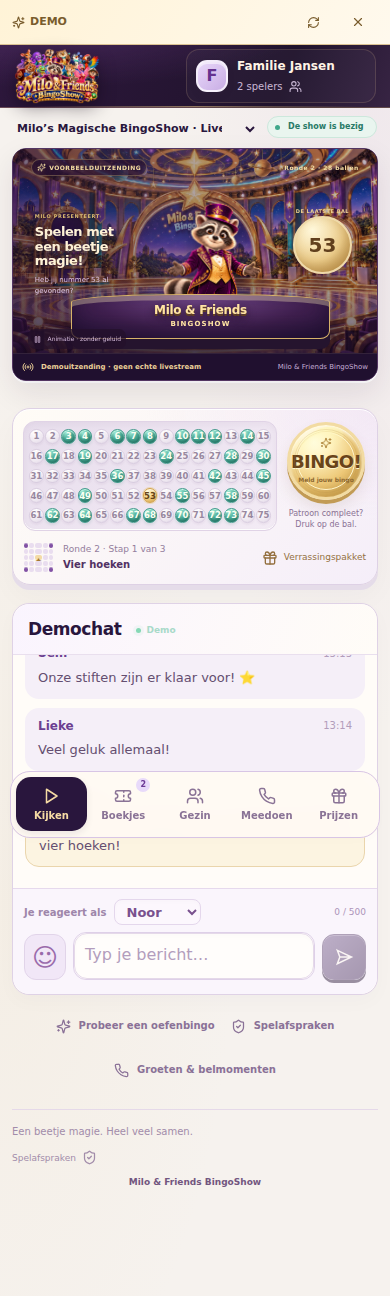 DEMO
Milo & Friends
BingoShow
F
Familie Jansen
2 spelers
Milo's Magische BingoShow · Live
De show is bezig
VOORBEELDUITZENDING
Ronde 2 · 28 ballen
MILO PRESENTEERT
Spelen met
een beetje
magie!
Heb jij nummer 53 al
gevonden?
DE LAATSTE BAL
53
Milo &
Milo & Friends
BINGOSHOW
Animatie · zonder geluid
Demouitzending · geen echte livestream
Milo & Friends BingoShow
1 2 3 4 5 6 7 8 9 10 11 12 13 14 15
16 17 18 19 20 21 22 23 24 25 26 27 28 29 30
31 32 33 34 35 36 37 38 39 40 41 42 43 44 45
46 47 48 49 50 51 52 53 54 55 56 57 58 59 60
61 62 63 64 65 66 67 68 69 70 71 72 73 74 75
BINGO!
Meld jouw bingo
Patroon compleet?
Druk op de bal.
Ronde 2 · Stap 1 van 3
Vier hoeken
Verrassingspakket
Demochat
Demo
Onze stiften zijn er klaar voor! ⭐
Lieke
13:14
Veel geluk allemaal!
Kijken
Boekjes
2
Gezin
Meedoen
Prijzen
vier hoeken!
Je reageert als
Noor
0 / 500
Typ je bericht...
Probeer een oefenbingo
Spelafspraken
Groeten & belmomenten
Een beetje magie. Heel veel samen.
Spelafspraken
Milo & Friends BingoShow